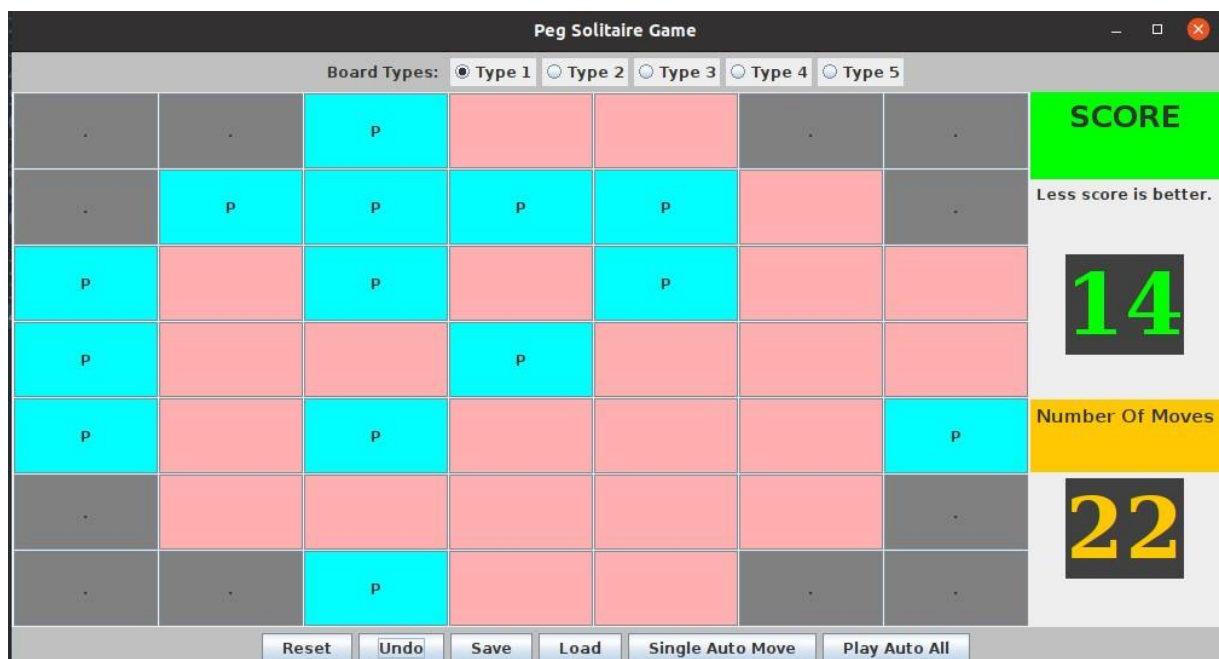 Peg Solitaire Game
Board Types: Type 1 Type 2 Type 3 Type 4 Type 5
. . P . .
. P P P P .
P P P
P P
P P P
. .
. . P . .
SCORE
Less score is better.
14
Number Of Moves
22
Reset Undo Save Load Single Auto Move Play Auto All